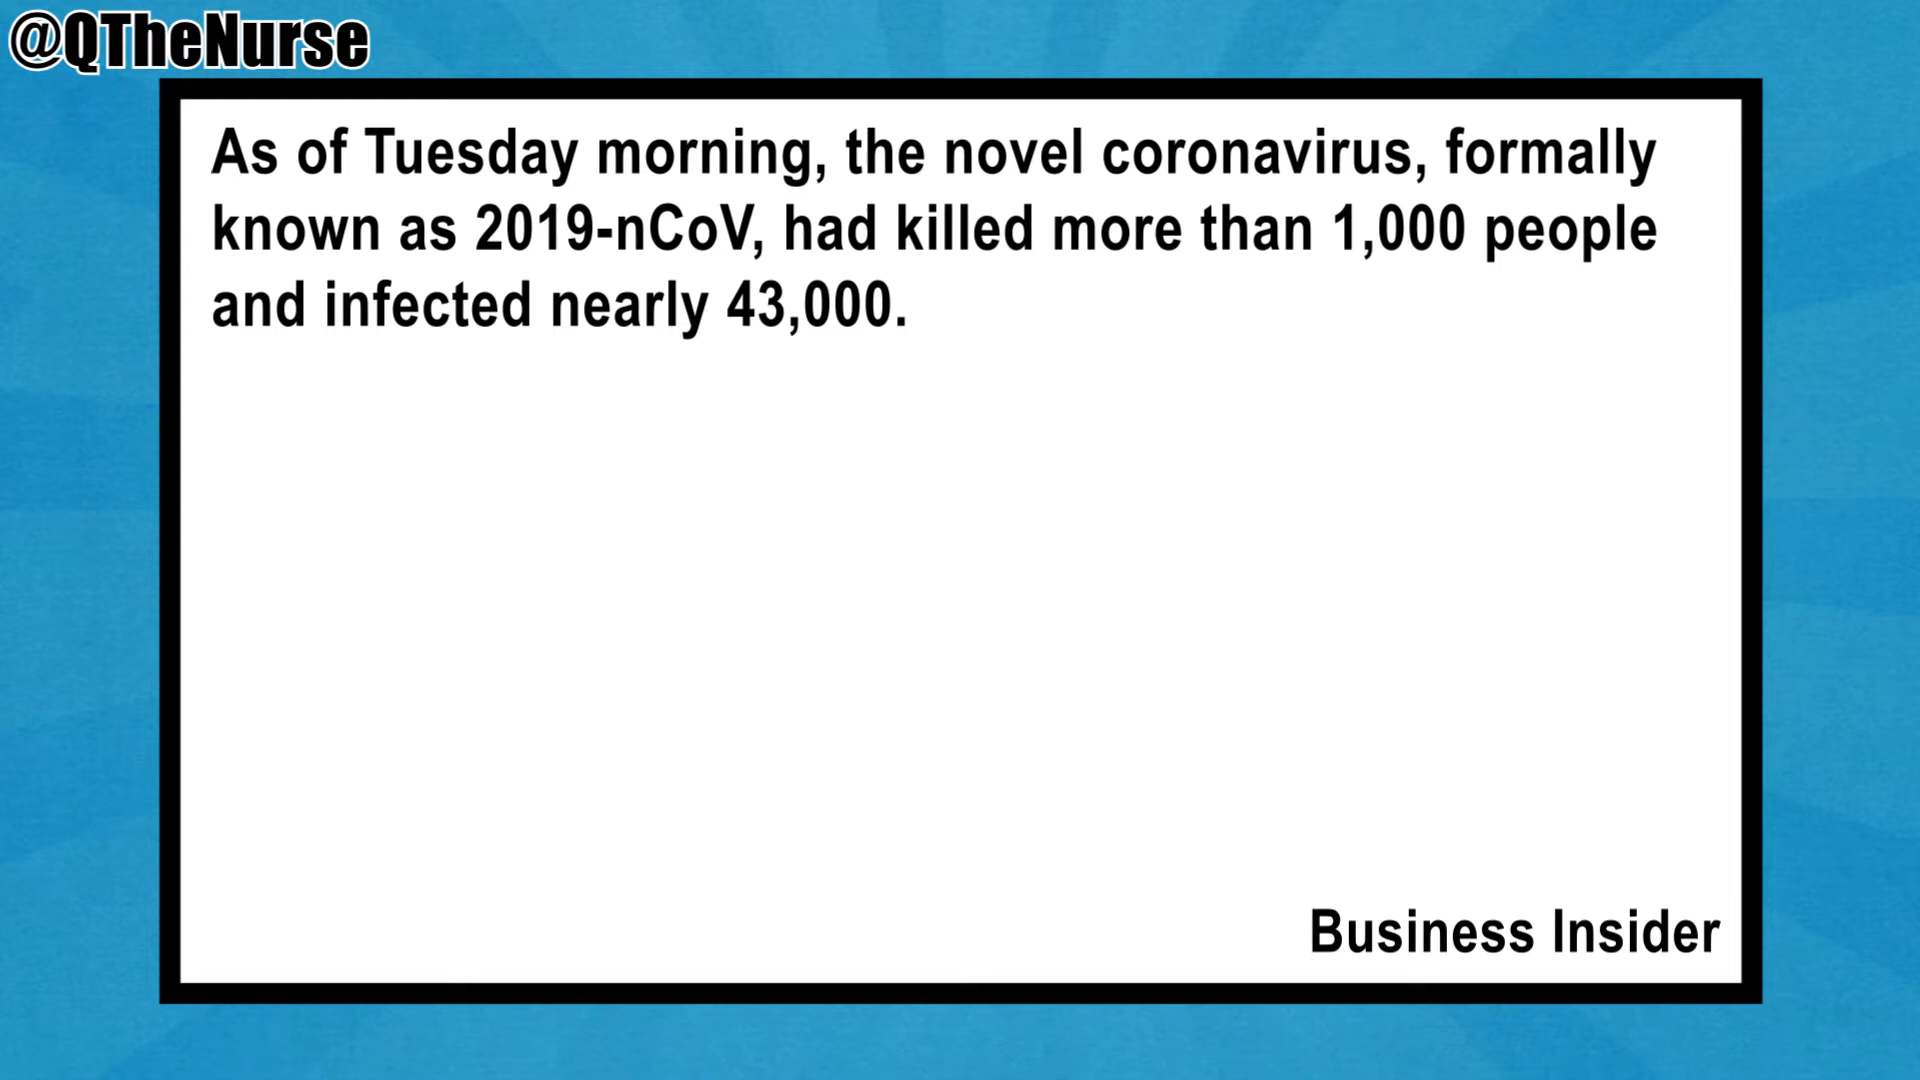 @QTheNurse
As of Tuesday morning, the novel coronavirus, formally
known as 2019-nCoV, had killed more than 1,000 people
and infected nearly 43,000.
Business Insider